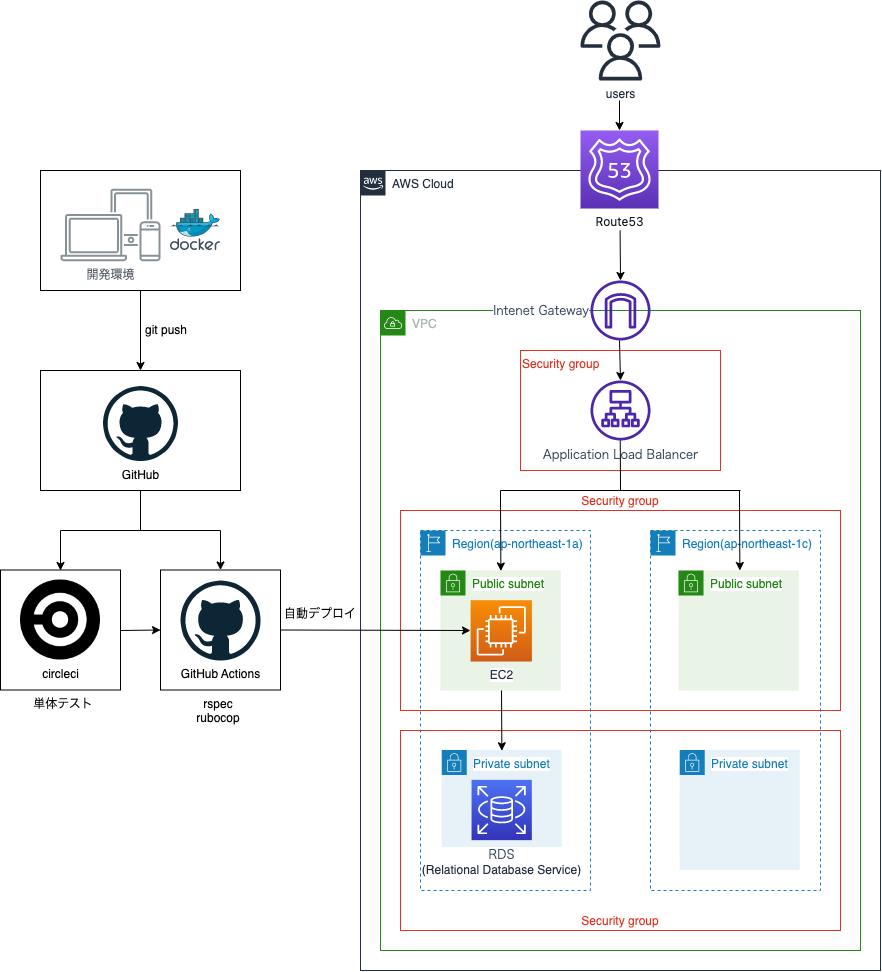 users
53
Route53
aws
AWS Cloud
docker
開発環境
git push
GitHub
circleci
単体テスト
GitHub Actions
rspec
rubocop
自動デプロイ
Intenet Gateway
VPC
Security group
Application Load Balancer
Security group
Region(ap-northeast-1a)
Region(ap-northeast-1c)
Public subnet
Public subnet
EC2
Private subnet
Private subnet
RDS
(Relational Database Service)
Security group